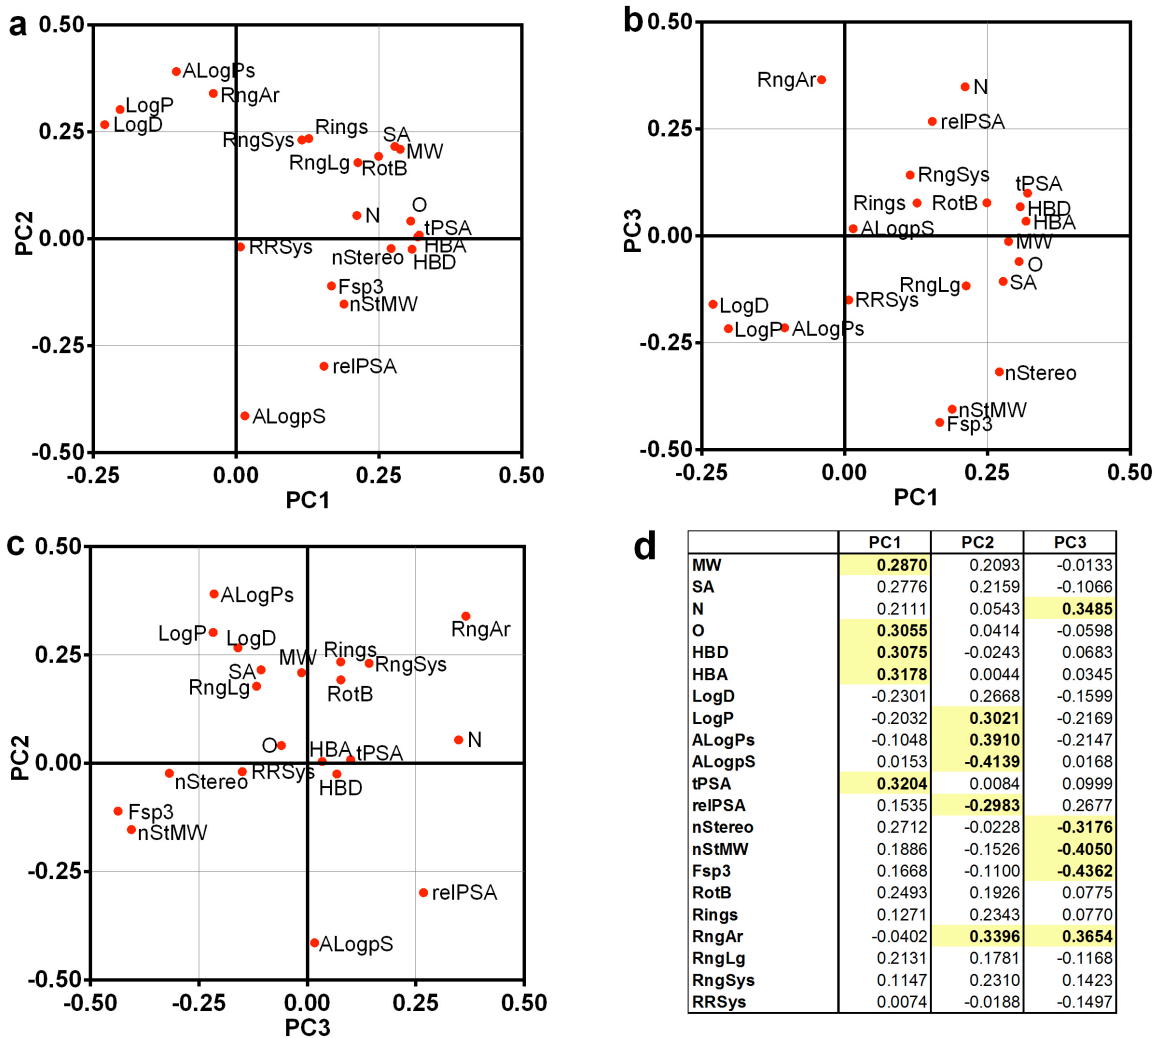 a
0.50
0.25
0.00
-0.25
-0.50
PC2
-0.25
0.00
0.25
0.50
PC1
ALogPs
RngAr
LogP
LogD
RngSys
Rings
SA
MW
RngLg
RotB
N
O
tPSA
HBA
HBD
nStereo
RRSys
Fsp3
nStMW
relPSA
ALogpS
b
0.50
0.25
0.00
-0.25
-0.50
PC3
-0.25
0.00
0.25
0.50
PC1
RngAr
N
relPSA
RngSys
tPSA
Rings
RotB
HBD
HBA
ALogpS
MW
O
RngLg
SA
LogD
RRSys
LogP
ALogPs
nStereo
nStMW
Fsp3
c
0.50
0.25
0.00
-0.25
-0.50
PC2
-0.50
-0.25
0.00
0.25
0.50
PC3
ALogPs
RngAr
LogP
LogD
Rings
MW
RngSys
SA
RngLg
RotB
O
N
HBA
tPSA
RRSys
nStereo
HBD
Fsp3
nStMW
relPSA
ALogpS
d
PC1 PC2 PC3
MW 0.2870 0.2093 -0.0133
SA 0.2776 0.2159 -0.1066
N 0.2111 0.0543 0.3485
O 0.3055 0.0414 -0.0598
HBD 0.3075 -0.0243 0.0683
HBA 0.3178 0.0044 0.0345
LogD -0.2301 0.2668 -0.1599
LogP -0.2032 0.3021 -0.2169
ALogPs -0.1048 0.3910 -0.2147
ALogpS 0.0153 -0.4139 0.0168
tPSA 0.3204 0.0084 0.0999
relPSA 0.1535 -0.2983 0.2677
nStereo 0.2712 -0.0228 -0.3176
nStMW 0.1886 -0.1526 -0.4050
Fsp3 0.1668 -0.1100 -0.4362
RotB 0.2493 0.1926 0.0775
Rings 0.1271 0.2343 0.0770
RngAr -0.0402 0.3396 0.3654
RngLg 0.2131 0.1781 -0.1168
RngSys 0.1147 0.2310 0.1423
RRSys 0.0074 -0.0188 -0.1497